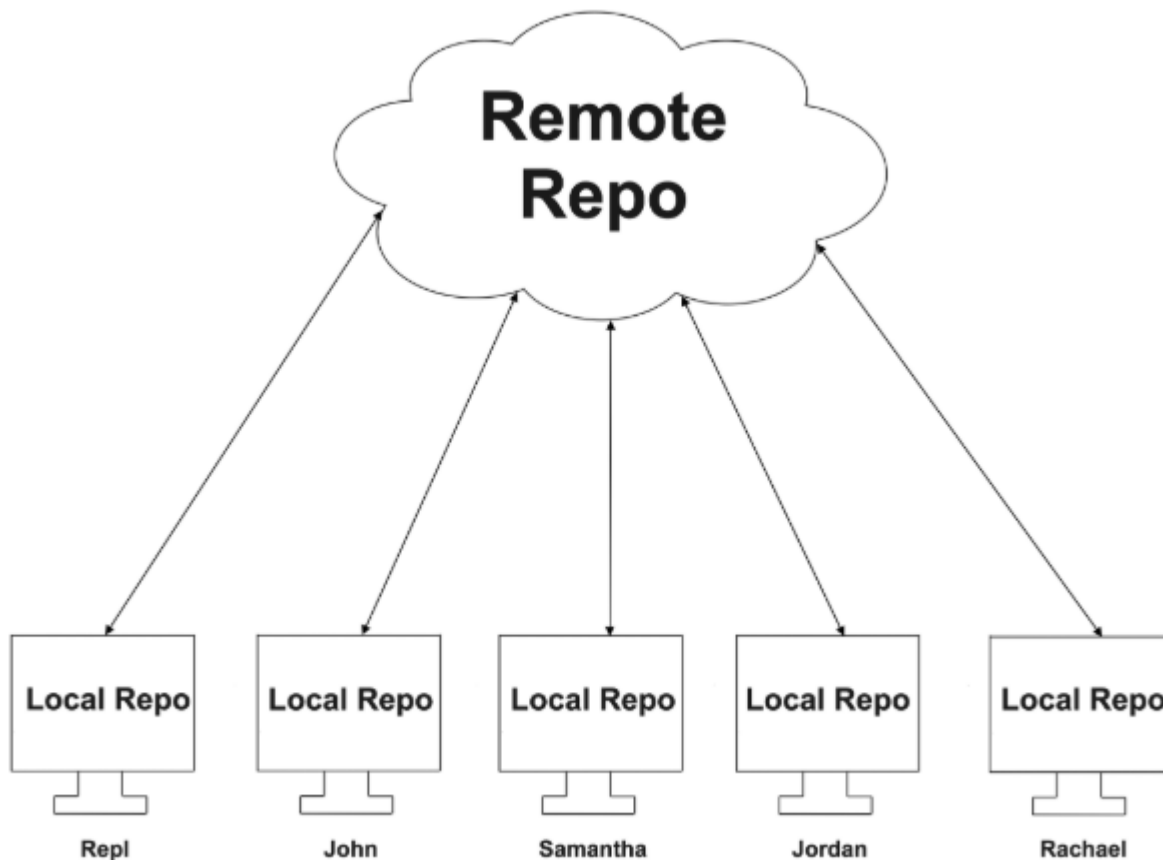 Remote
Repo
Local Repo
Local Repo
Local Repo
Local Repo
Local Repo
Repl
John
Samantha
Jordan
Rachael